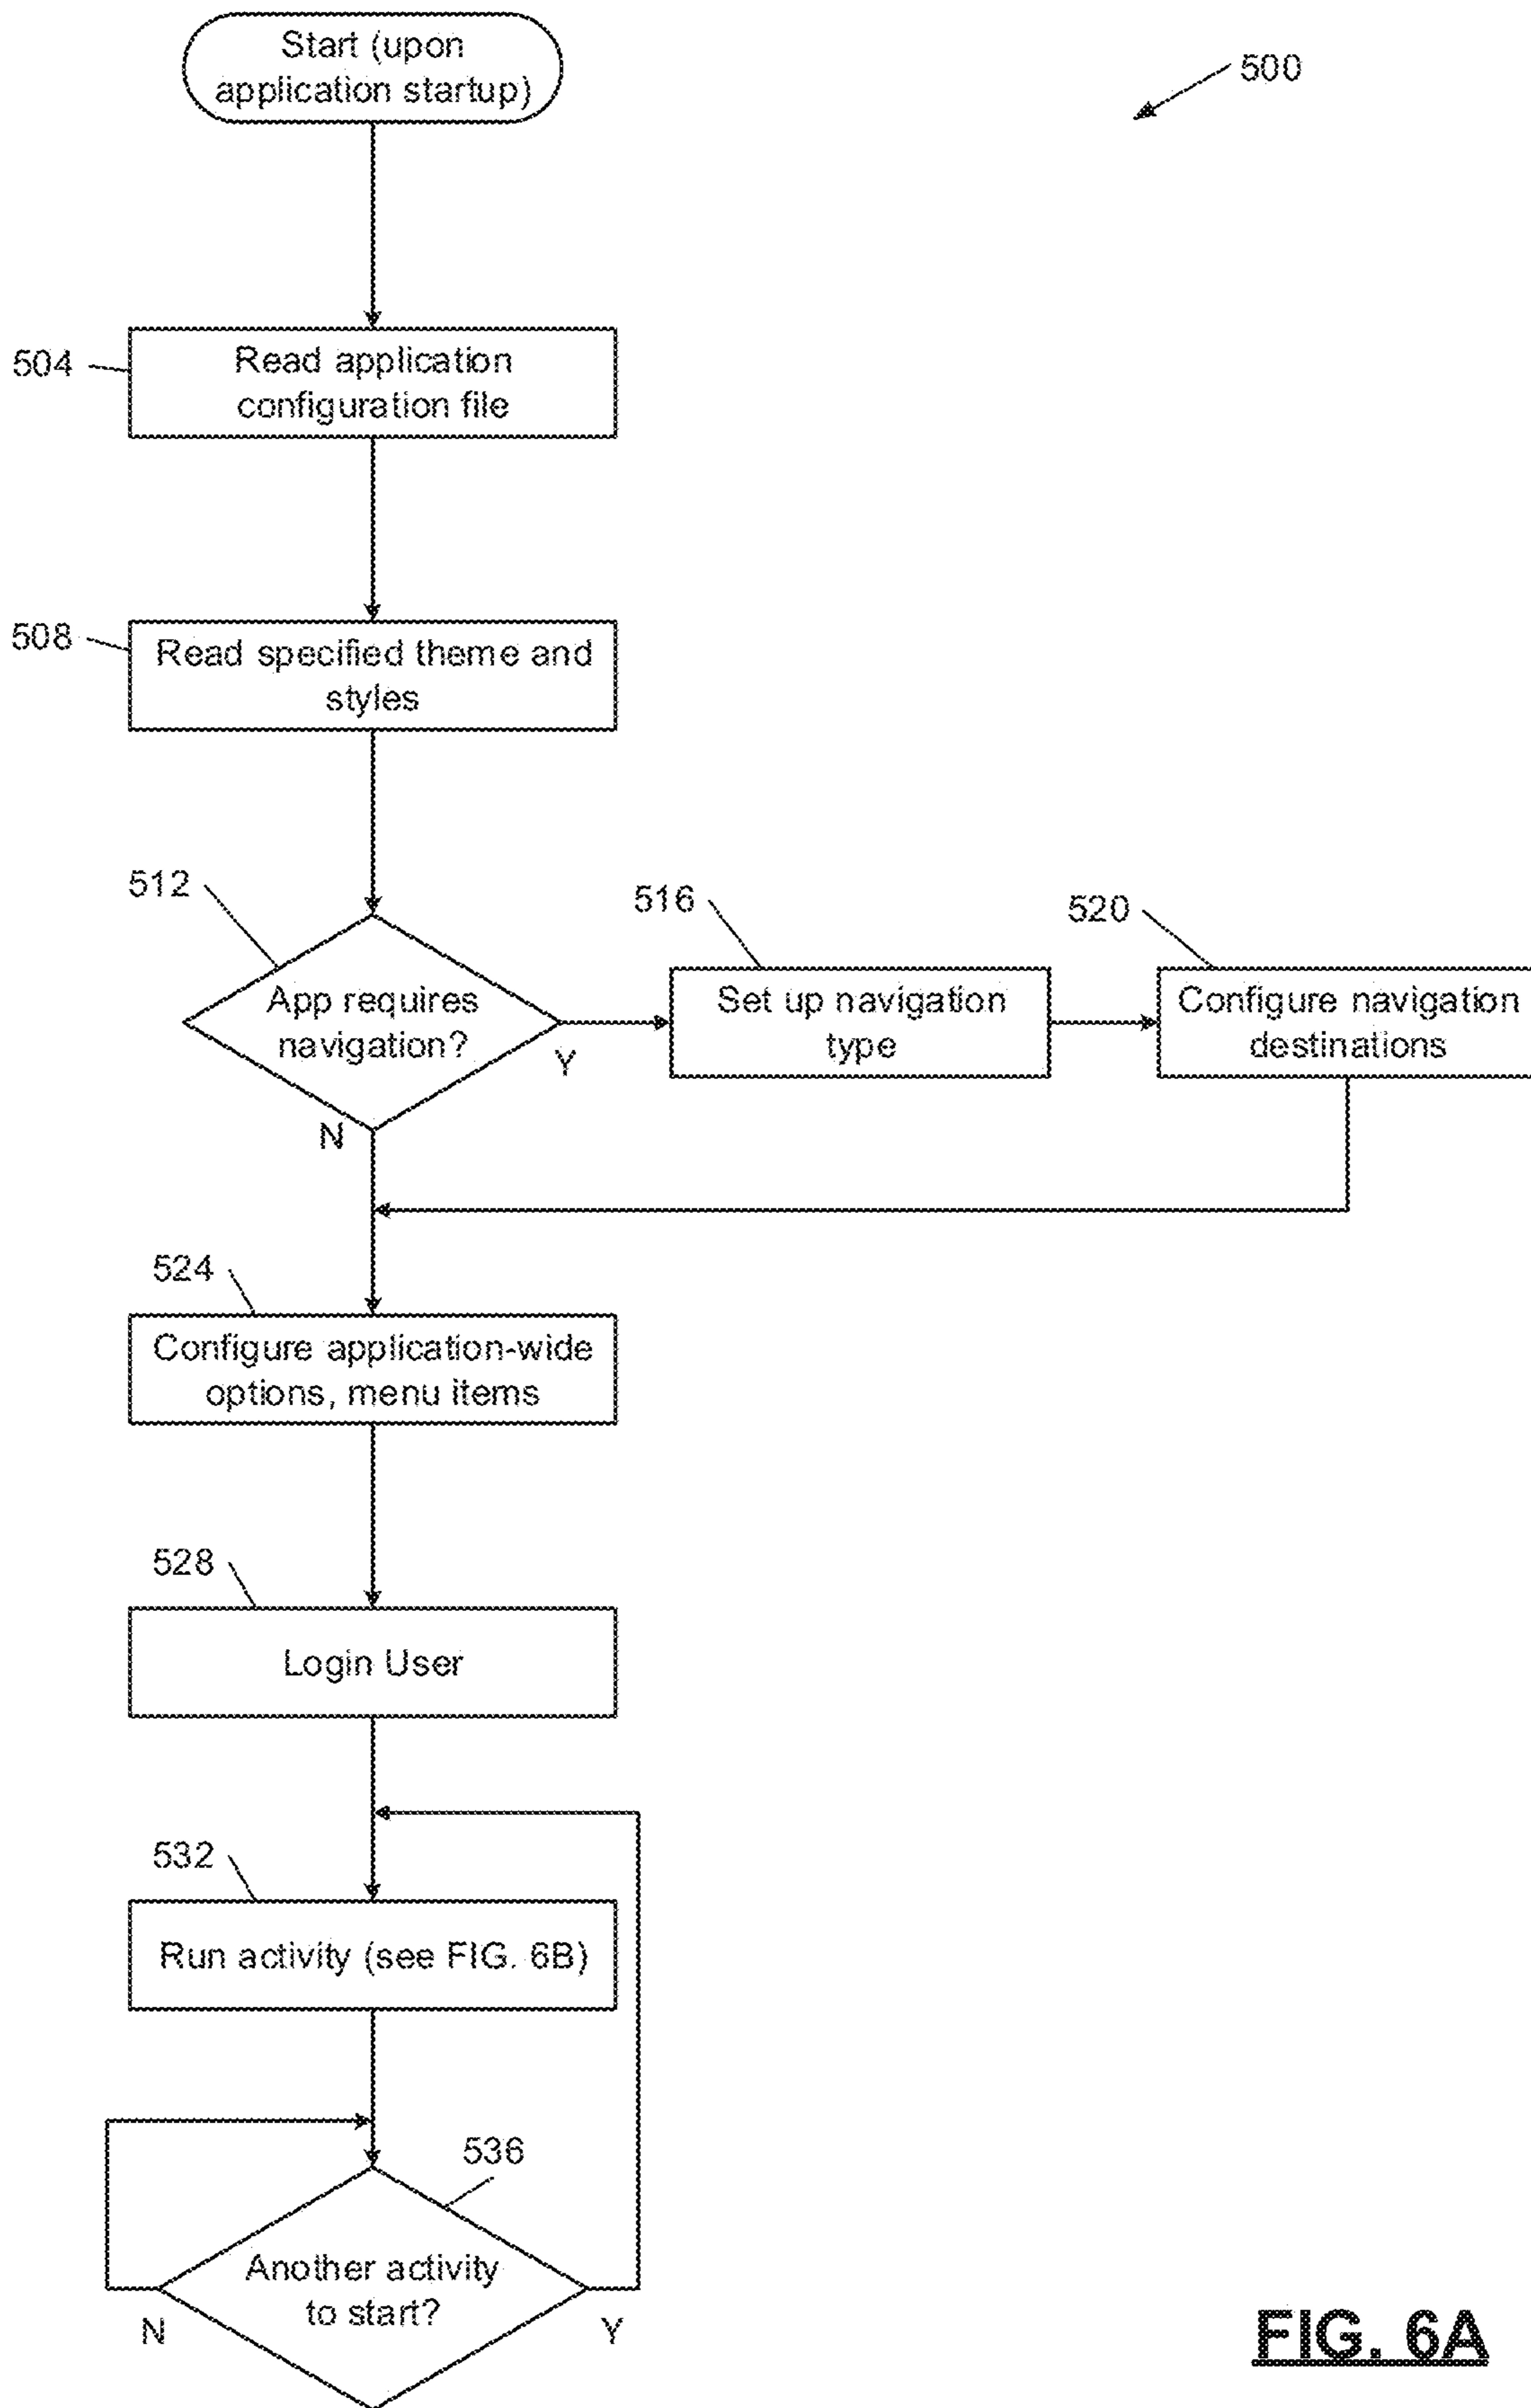 Start (upon
application startup)
500
504
Read application
configuration file
508
Read specified theme and
styles
512
516
520
App requires
navigation?
Y
N
Set up navigation
type
Configure navigation
destinations
524
Configure application-wide
options, menu items
528
Login User
532
Run activity (see FIG. 6B)
536
Another activity
to start?
N
Y
FIG. 6A